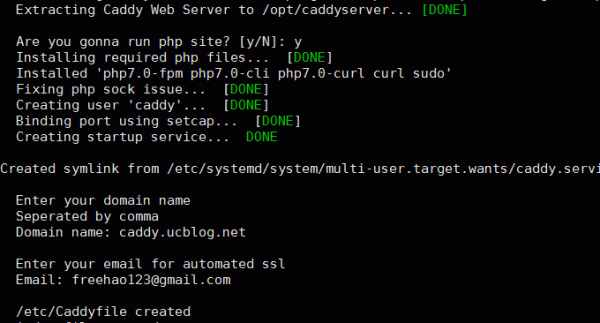 Extracting Caddy Web Server to /opt/caddyserver... [DONE]
Are you gonna run php site? [y/N]: y
Installing required php files... [DONE]
Installed 'php7.0-fpm php7.0-cli php7.0-curl curl sudo'
Fixing php sock issue... [DONE]
Creating user 'caddy'... [DONE]
Binding port using setcap... [DONE]
Creating startup service... DONE
Created symlink from /etc/systemd/system/multi-user.target.wants/caddy.servi
Enter your domain name
Seperated by comma
Domain name: caddy.ucblog.net
Enter your email for automated ssl
Email: freehao123@gmail.com
/etc/Caddyfile created